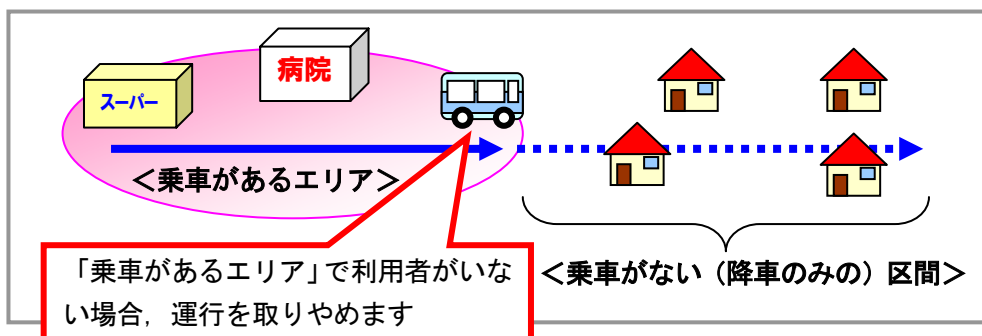 病院
スーパー
＜乗車があるエリア＞
「乗車があるエリア」で利用者がいな
い場合，運行を取りやめます
＜乗車がない（降車のみの）区間＞